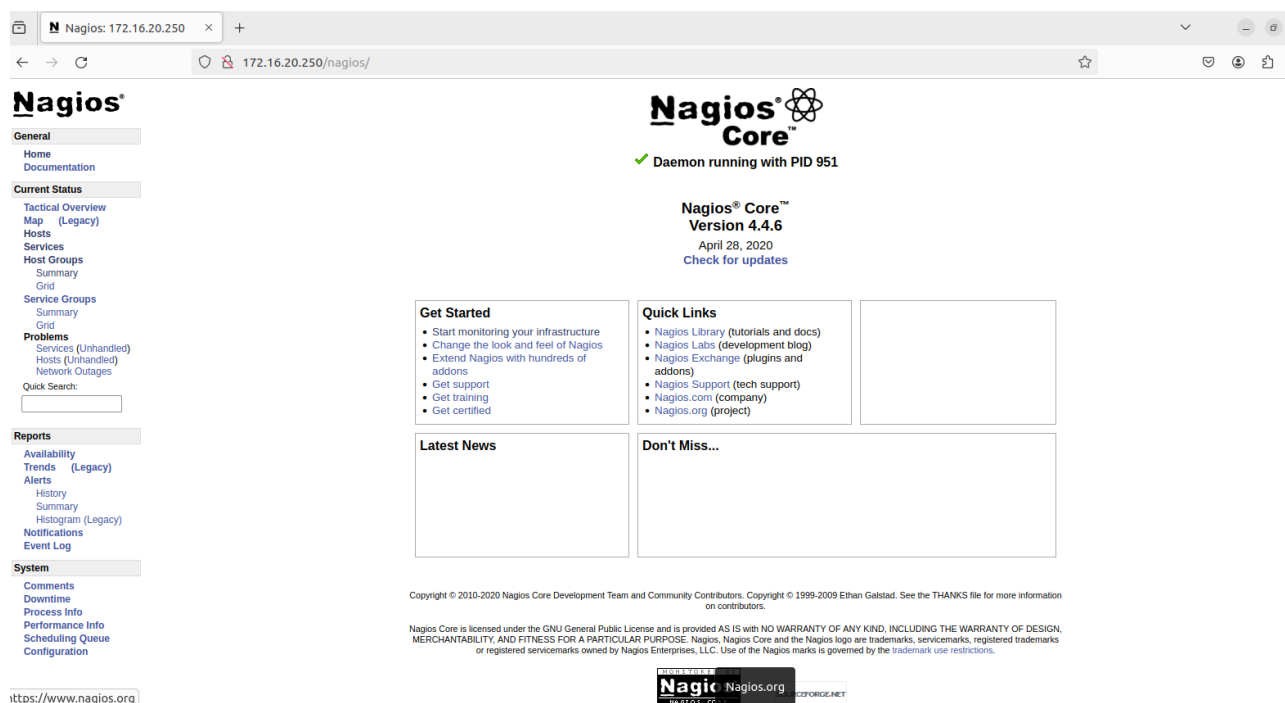 Nagios: 172.16.20.250
172.16.20.250/nagios/
Nagios®
General
Home
Documentation
Current Status
Tactical Overview
Map (Legacy)
Hosts
Services
Host Groups
Summary
Grid
Service Groups
Summary
Grid
Problems
Services (Unhandled)
Hosts (Unhandled)
Network Outages
Quick Search:
Reports
Availability
Trends (Legacy)
Alerts
History
Summary
Histogram (Legacy)
Notifications
Event Log
System
Comments
Downtime
Process Info
Performance Info
Scheduling Queue
Configuration
Nagios®
Core™
Daemon running with PID 951
Nagios® Core™
Version 4.4.6
April 28, 2020
Check for updates
Get Started
Start monitoring your infrastructure
Change the look and feel of Nagios
Extend Nagios with hundreds of
addons
Get support
Get training
Get certified
Quick Links
Nagios Library (tutorials and docs)
Nagios Labs (development blog)
Nagios Exchange (plugins and
addons)
Nagios Support (tech support)
Nagios.com (company)
Nagios.org (project)
Latest News
Don't Miss...
Copyright © 2010-2020 Nagios Core Development Team and Community Contributors. Copyright © 1999-2009 Ethan Galstad. See the THANKS file for more information
on contributors.
Nagios Core is licensed under the GNU General Public License and is provided AS IS with NO WARRANTY OF ANY KIND, INCLUDING THE WARRANTY OF DESIGN,
MERCHANTABILITY, AND FITNESS FOR A PARTICULAR PURPOSE. Nagios, Nagios Core and the Nagios logo are trademarks, servicemarks, registered trademarks
or registered servicemarks owned by Nagios Enterprises, LLC. Use of the Nagios marks is governed by the trademark use restrictions.
Nagios.org
https://www.nagios.org